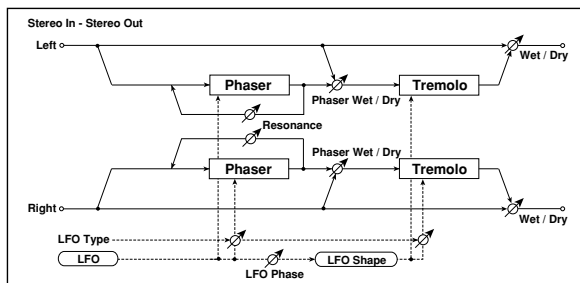 Stereo In - Stereo Out
Left
Wet / Dry
Phaser
Tremolo
Phaser Wet / Dry
Resonance
Phaser Wet / Dry
Phaser
Tremolo
Right
Wet / Dry
LFO Type
LFO
LFO Shape
LFO Phase